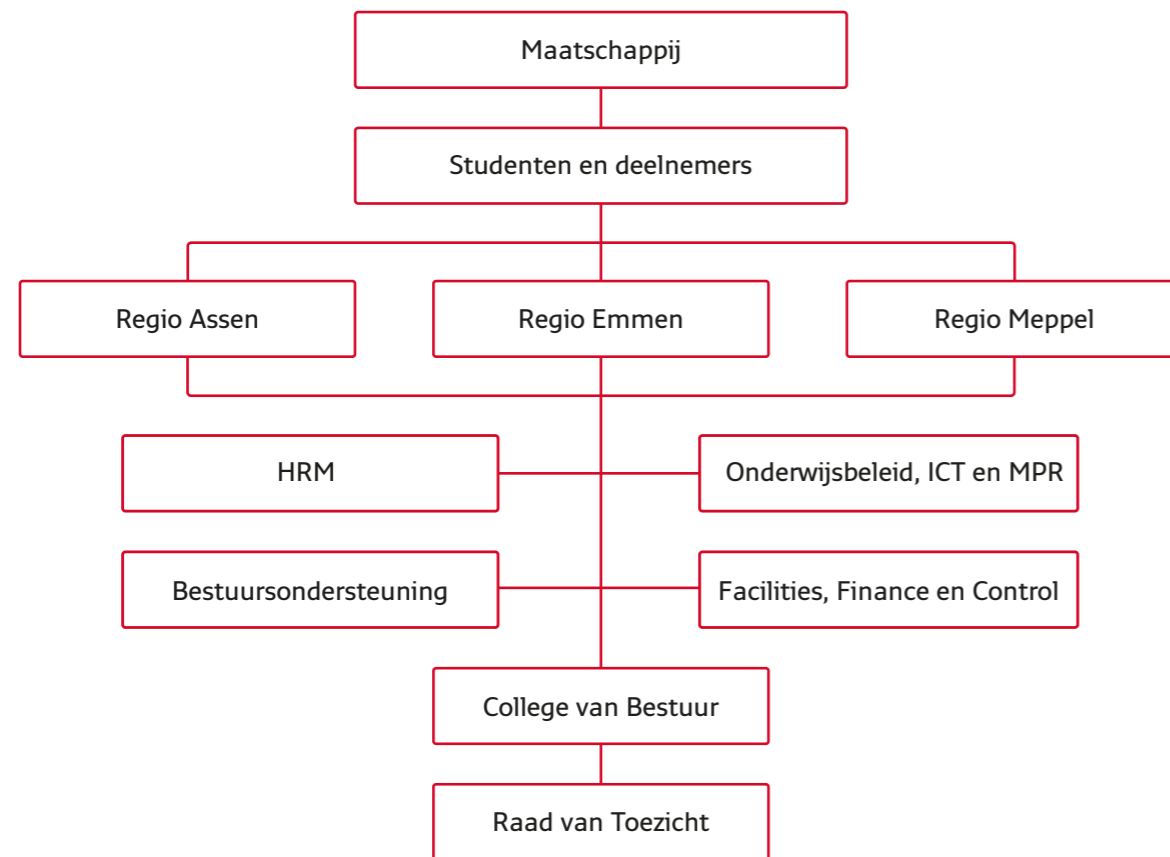 Maatschappij
Studenten en deelnemers
Regio Assen
Regio Emmen
Regio Meppel
HRM
Onderwijsbeleid, ICT en MPR
Bestuursondersteuning
Facilities, Finance en Control
College van Bestuur
Raad van Toezicht